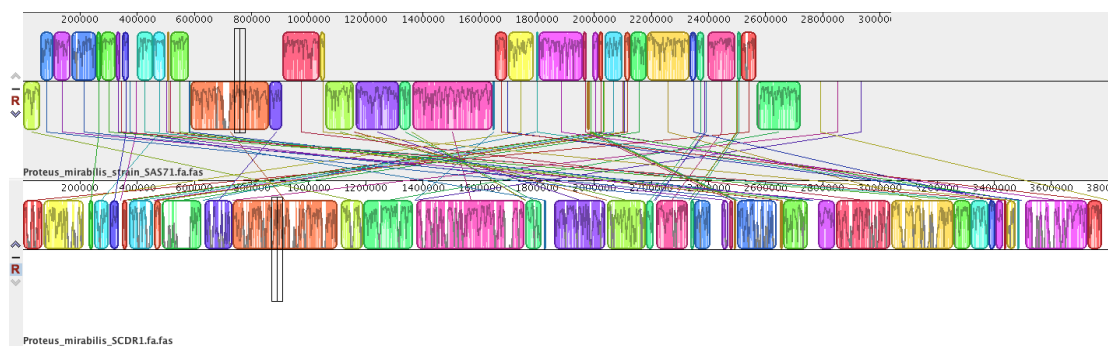 200000 400000 600000 800000 1000000 1200000 1400000 1600000 1800000 2000000 2200000 2400000 2600000 2800000 300000
R
Proteus_mirabilis_strain_SAS71.fa.fas
200000 400000 600000 800000 1000000 1200000 1400000 1600000 1800000 2000000 2200000 2400000 2600000 2800000 3000000 3200000 3400000 3600000 3800
R
Proteus_mirabilis_SCDR1.fa.fas